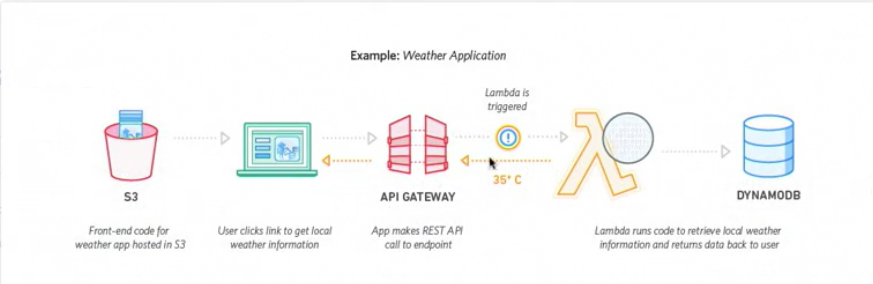 Example: Weather Application
Lambda is
triggered
35° C
S3
API GATEWAY
DYNAMODB
Front-end code for
weather app hosted in S3
User clicks link to get local
weather information
App makes REST API
call to endpoint
Lambda runs code to retrieve local weather
information and returns data back to user